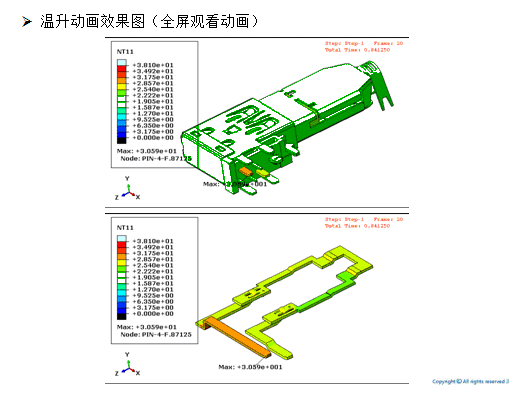 温升动画效果图（全屏观看动画）
Step: Step-1 Frame: 20
Total Time: 0.841250
NT11
+3.810e+01
+3.492e+01
+3.175e+01
+2.857e+01
+2.540e+01
+2.222e+01
+1.905e+01
+1.587e+01
+1.270e+01
+9.525e+00
+6.350e+00
+3.175e+00
+0.000e+00
Max: +3.059e+01
Node: PIN-4-F.87125
Max: +3.059e+001
Y
Z
X
Step: Step-1 Frame: 20
Total Time: 0.841250
NT11
+3.810e+01
+3.492e+01
+3.175e+01
+2.857e+01
+2.540e+01
+2.222e+01
+1.905e+01
+1.587e+01
+1.270e+01
+9.525e+00
+6.350e+00
+3.175e+00
+0.000e+00
Max: +3.059e+01
Node: PIN-4-F.87125
Max: +3.059e+001
Y
Z
X
Copyright © All rights reserved 3